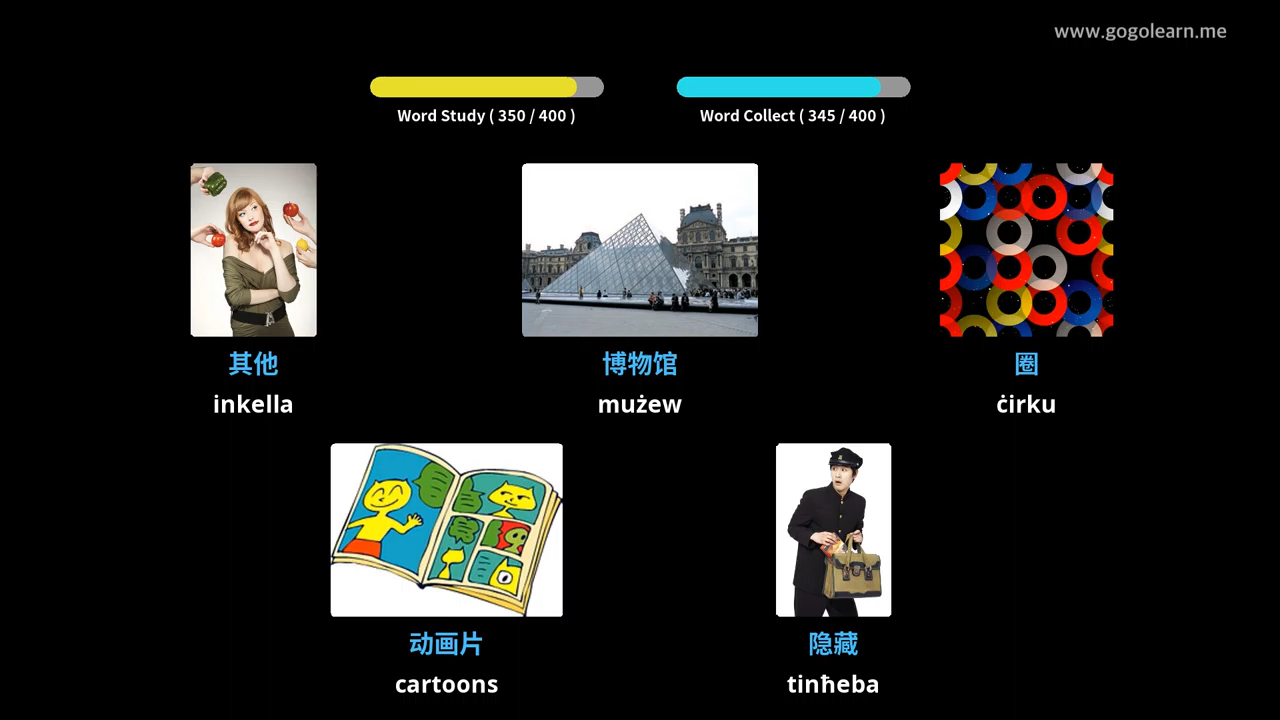 www.gogolearn.me
Word Study ( 350 / 400 )
Word Collect ( 345 / 400 )
其他
inkella
博物馆
mużew
圈
ċirku
动画片
cartoons
隐藏
tinħeba